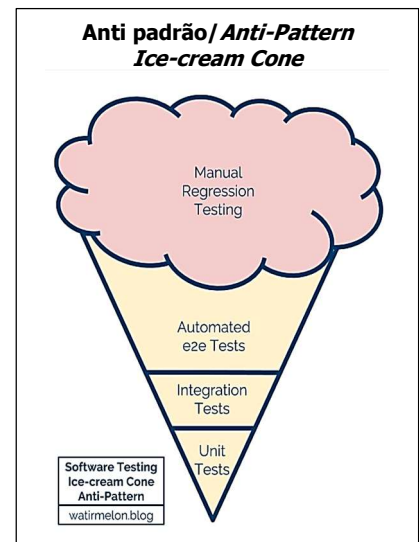 Anti padrão/Anti-Pattern
Ice-cream Cone
Manual
Regression
Testing
Automated
e2e Tests
Integration
Tests
Unit
Tests
Software Testing
Ice-cream Cone
Anti-Pattern
watirmelon.blog